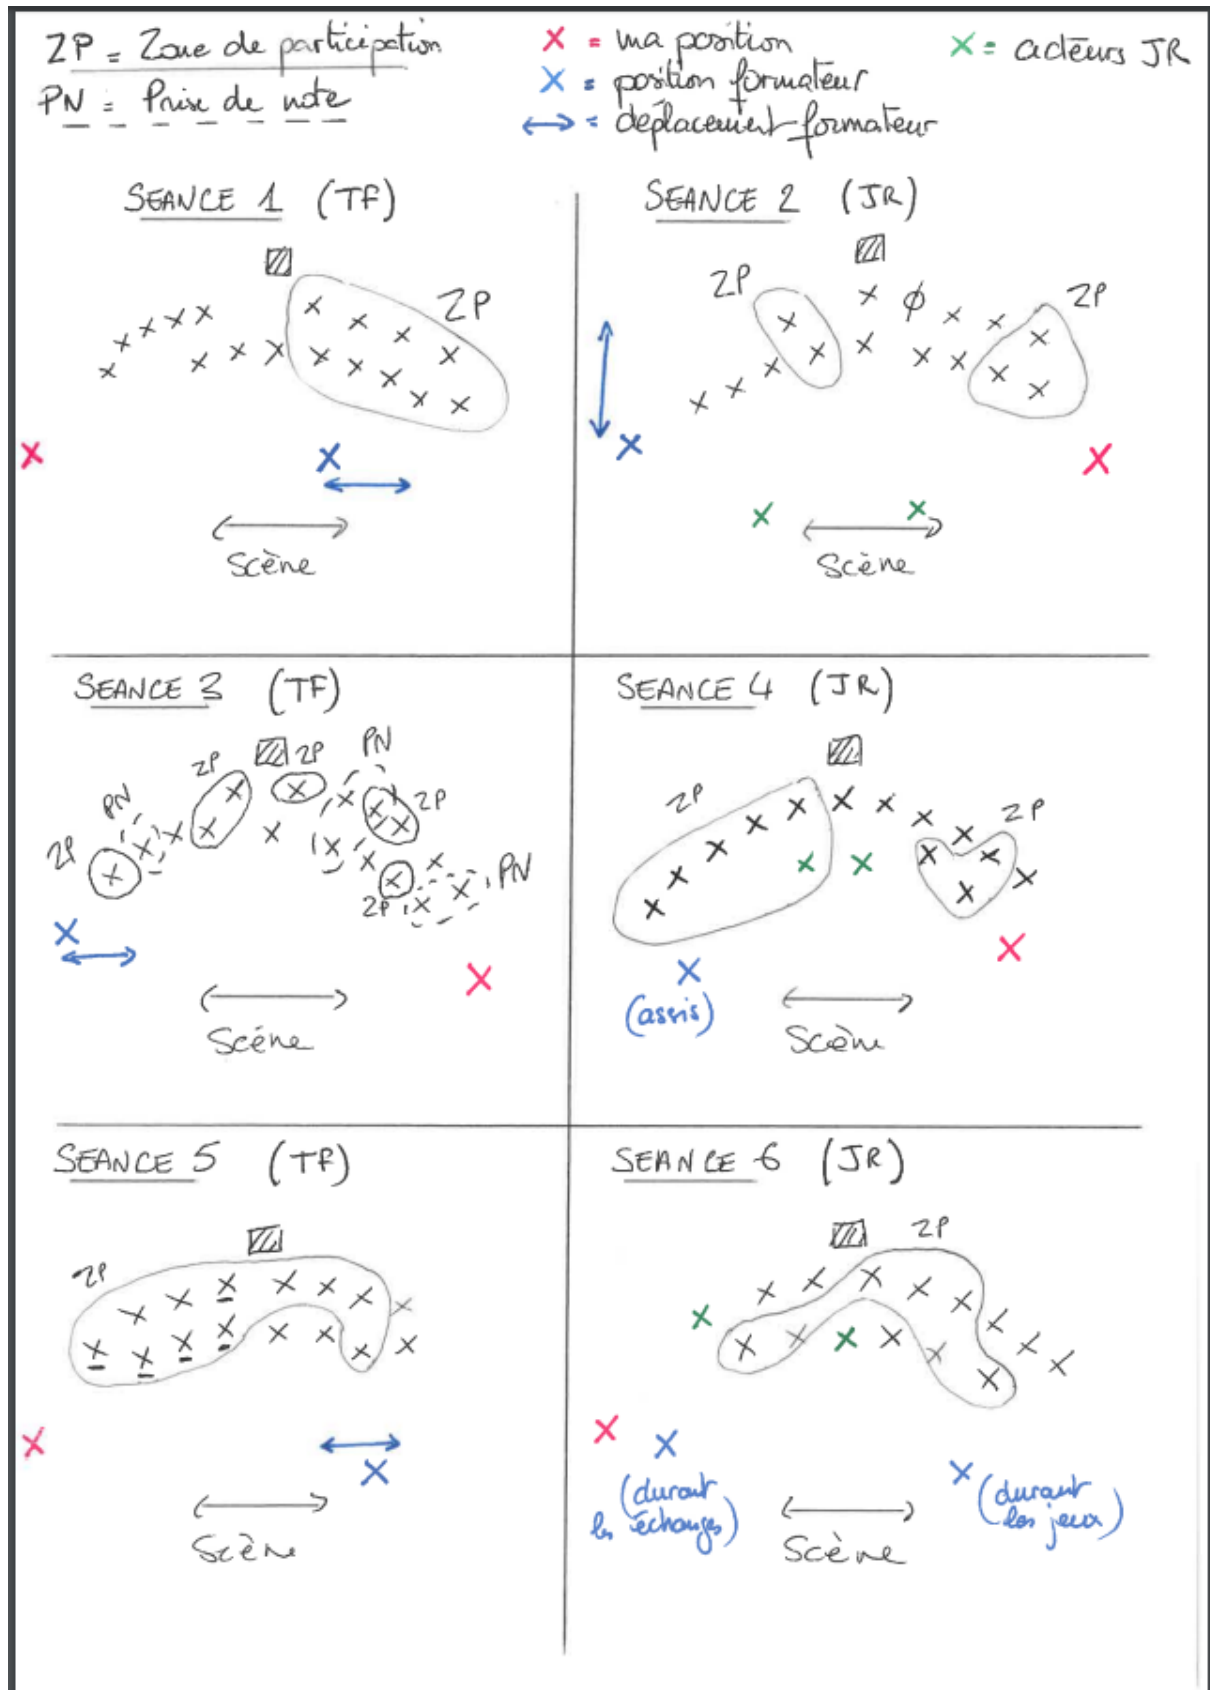 ZP = Zone de participation
PN = Prise de note
X = ma position
X = position formateur
↔ = déplacement formateur
X = acteurs JR
SEANCE 1 (TF)
ZP
Scène
SEANCE 2 (JR)
ZP
ZP
Scène
SEANCE 3 (TF)
ZP
PN
ZP
ZP
PN
ZP
ZP
PN
Scène
SEANCE 4 (JR)
ZP
ZP
(assis)
Scène
SEANCE 5 (TF)
ZP
Scène
SEANCE 6 (JR)
ZP
(durant
les échanges)
(durant
les jeux)
Scène